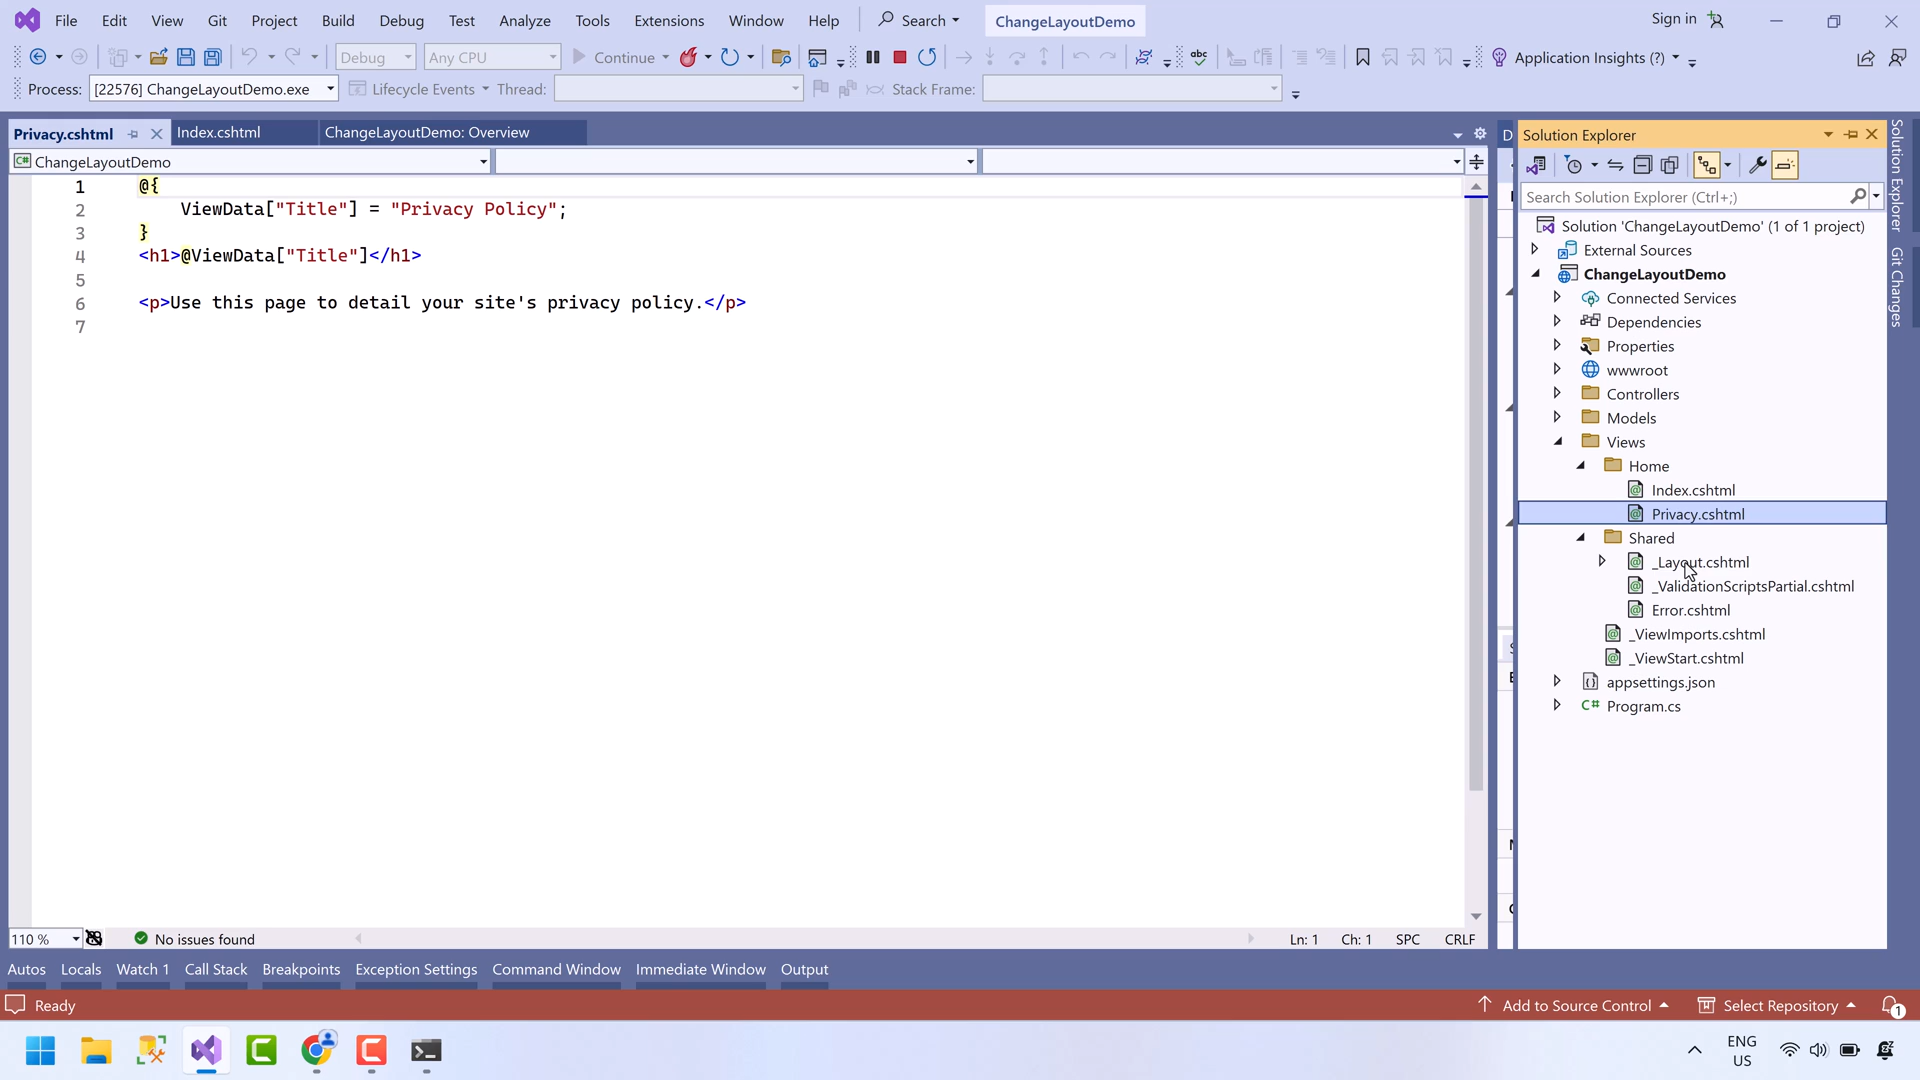 File Edit View Git Project Build Debug Test Analyze Tools Extensions Window Help Search ChangeLayoutDemo Sign in
Debug Any CPU Continue Application Insights (?)
Process: [22576] ChangeLayoutDemo.exe Lifecycle Events Thread: Stack Frame:
Privacy.cshtml Index.cshtml ChangeLayoutDemo: Overview
C# ChangeLayoutDemo
1 @{
2 ViewData["Title"] = "Privacy Policy";
3 }
4 <h1>@ViewData["Title"]</h1>
5
6 <p>Use this page to detail your site's privacy policy.</p>
7
110 % No issues found Ln: 1 Ch: 1 SPC CRLF
Solution Explorer
Search Solution Explorer (Ctrl+;)
Solution 'ChangeLayoutDemo' (1 of 1 project)
External Sources
ChangeLayoutDemo
Connected Services
Dependencies
Properties
wwwroot
Controllers
Models
Views
Home
Index.cshtml
Privacy.cshtml
Shared
_Layout.cshtml
_ValidationScriptsPartial.cshtml
Error.cshtml
_ViewImports.cshtml
_ViewStart.cshtml
appsettings.json
C# Program.cs
Solution Explorer
Git Changes
Autos Locals Watch 1 Call Stack Breakpoints Exception Settings Command Window Immediate Window Output
Ready Add to Source Control Select Repository 1
ENG
US